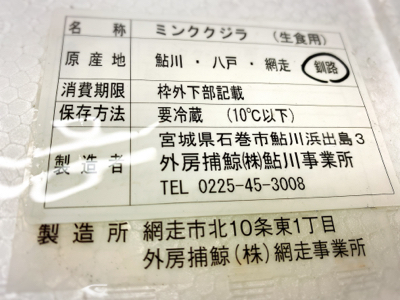 名称 ミンククジラ （生食用）
原産地 鮎川・八戸・網走 釧路
消費期限 枠外下部記載
保存方法 要冷蔵 （10℃以下）
製造者 宮城県石巻市鮎川浜出島3
外房捕鯨㈱鮎川事業所
TEL 0225-45-3008
製造所 網走市北10条東1丁目
外房捕鯨（株）網走事業所